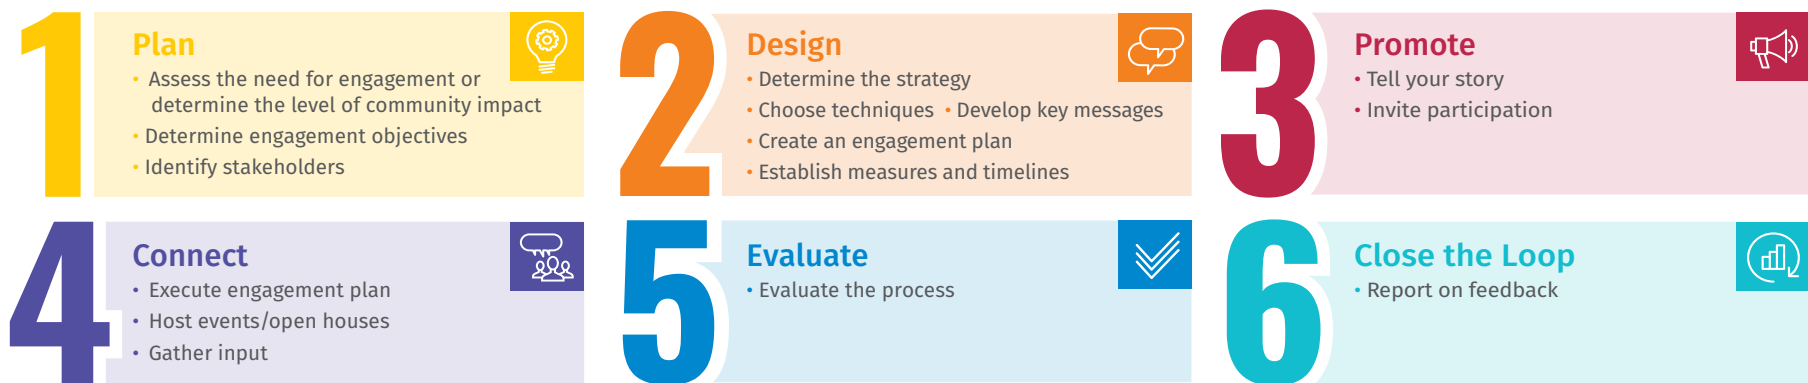 1
Plan
• Assess the need for engagement or
determine the level of community impact
• Determine engagement objectives
• Identify stakeholders
2
Design
• Determine the strategy
• Choose techniques • Develop key messages
• Create an engagement plan
• Establish measures and timelines
3
Promote
• Tell your story
• Invite participation
4
Connect
• Execute engagement plan
• Host events/open houses
• Gather input
5
Evaluate
• Evaluate the process
6
Close the Loop
• Report on feedback